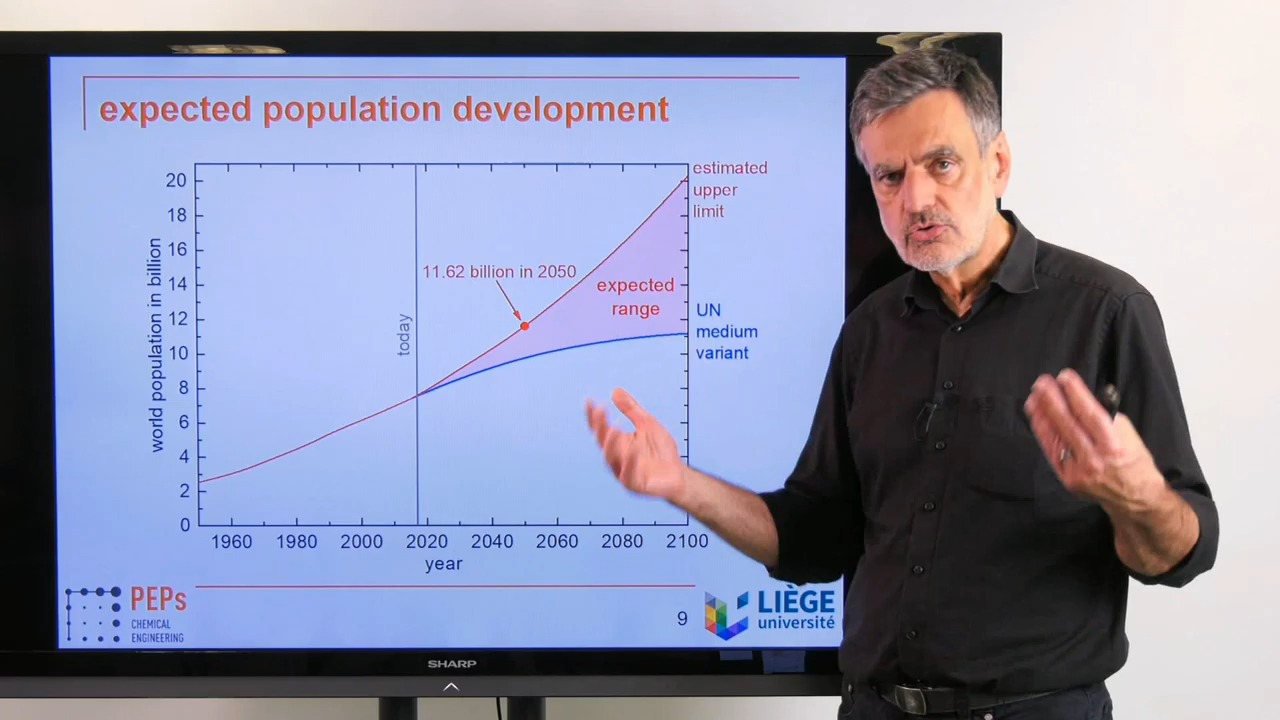 expected population development
20
18
16
14
12
10
8
6
4
2
0
world population in billion
1960 1980 2000 2020 2040 2060 2080 2100
year
today
11.62 billion in 2050
expected
range
estimated
upper
limit
UN
medium
variant
PEPs
CHEMICAL
ENGINEERING
9
LIÈGE
université
SHARP